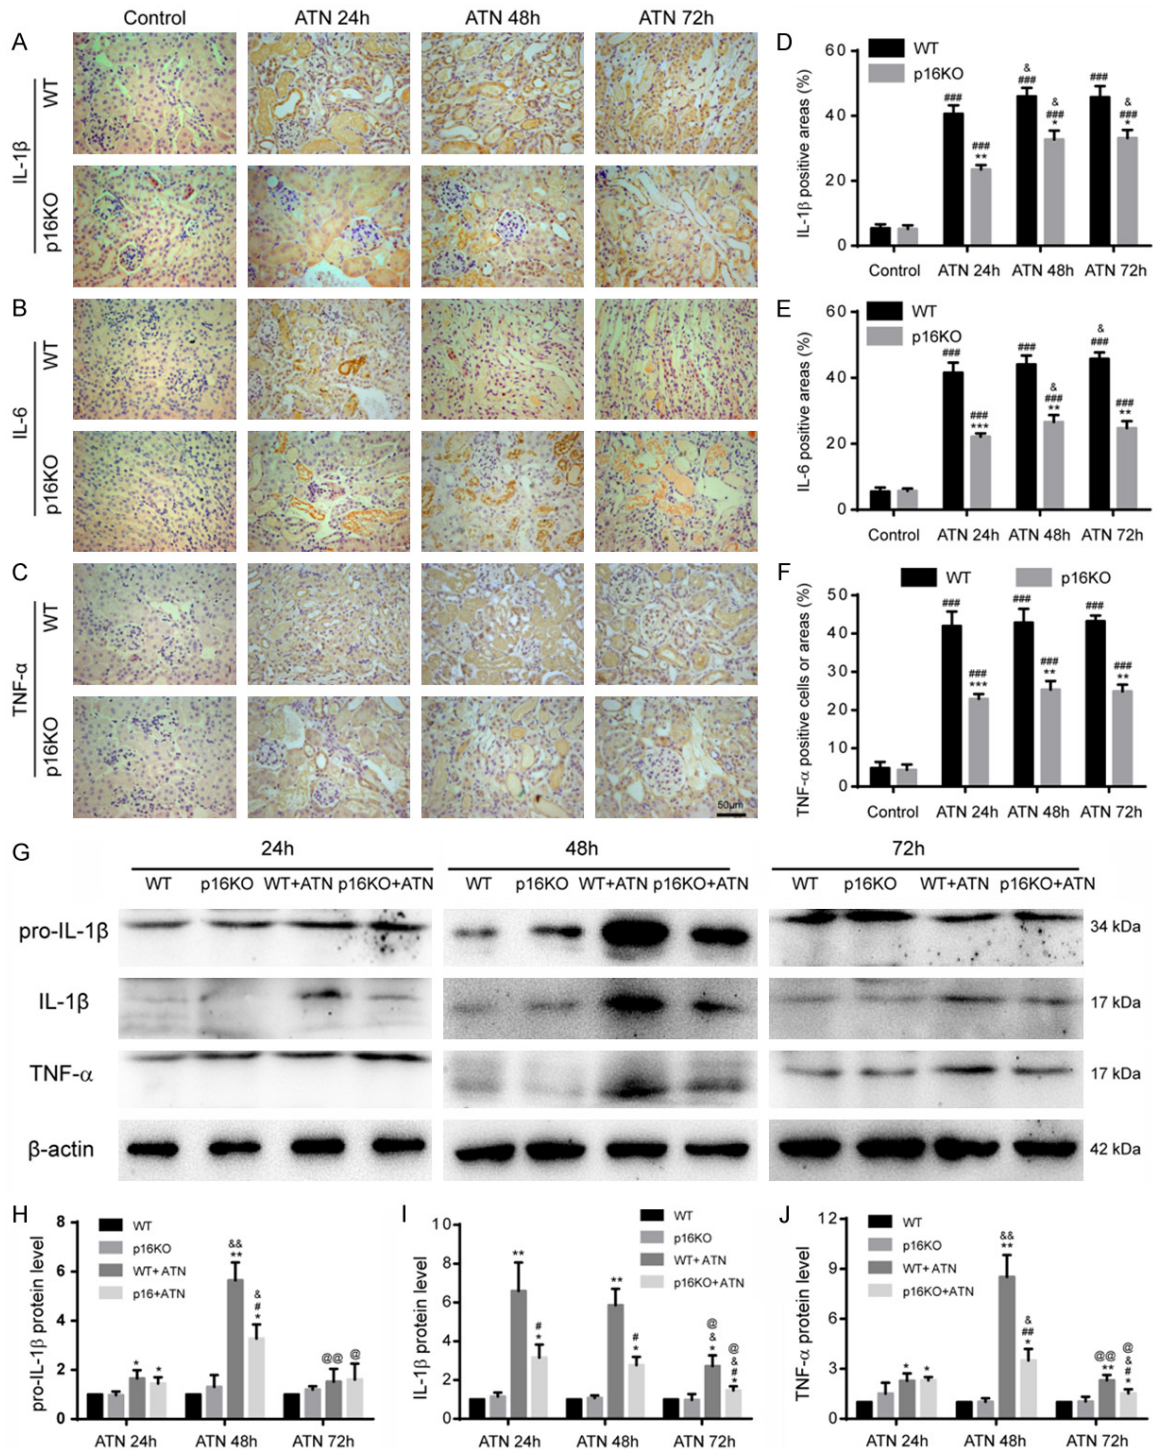 Control ATN 24h ATN 48h ATN 72h
A
IL-1β
WT
p16KO
B
IL-6
WT
p16KO
C
TNF-α
WT
p16KO
50μm
D
WT
p16KO
IL-1β positive areas (%)
60
40
20
0
###
###
**
&
###
&
###
*
###
&
###
*
Control ATN 24h ATN 48h ATN 72h
E
WT
p16KO
IL-6 positive areas (%)
60
40
20
0
###
###
***
###
&
###
**
&
###
###
**
Control ATN 24h ATN 48h ATN 72h
F
WT p16KO
TNF-α positive cells or areas (%)
50
40
30
20
10
0
###
###
***
###
###
**
###
###
**
Control ATN 24h ATN 48h ATN 72h
G
24h 48h 72h
WT p16KO WT+ATN p16KO+ATN WT p16KO WT+ATN p16KO+ATN WT p16KO WT+ATN p16KO+ATN
pro-IL-1β 34 kDa
IL-1β 17 kDa
TNF-α 17 kDa
β-actin 42 kDa
H
pro-IL-1β protein level
8
6
4
2
0
WT
p16KO
WT+ATN
p16+ATN
*
*
&&
**
&
#
*
@@
@
ATN 24h ATN 48h ATN 72h
I
IL-1β protein level
10
8
6
4
2
0
WT
p16KO
WT+ATN
p16KO+ATN
**
#
*
**
#
*
@
&
*
@
&
#
*
ATN 24h ATN 48h ATN 72h
J
TNF-α protein level
12
9
6
3
0
WT
p16KO
WT+ATN
p16KO+ATN
*
*
&&
**
&
##
*
@@
**
@
&
#
*
ATN 24h ATN 48h ATN 72h